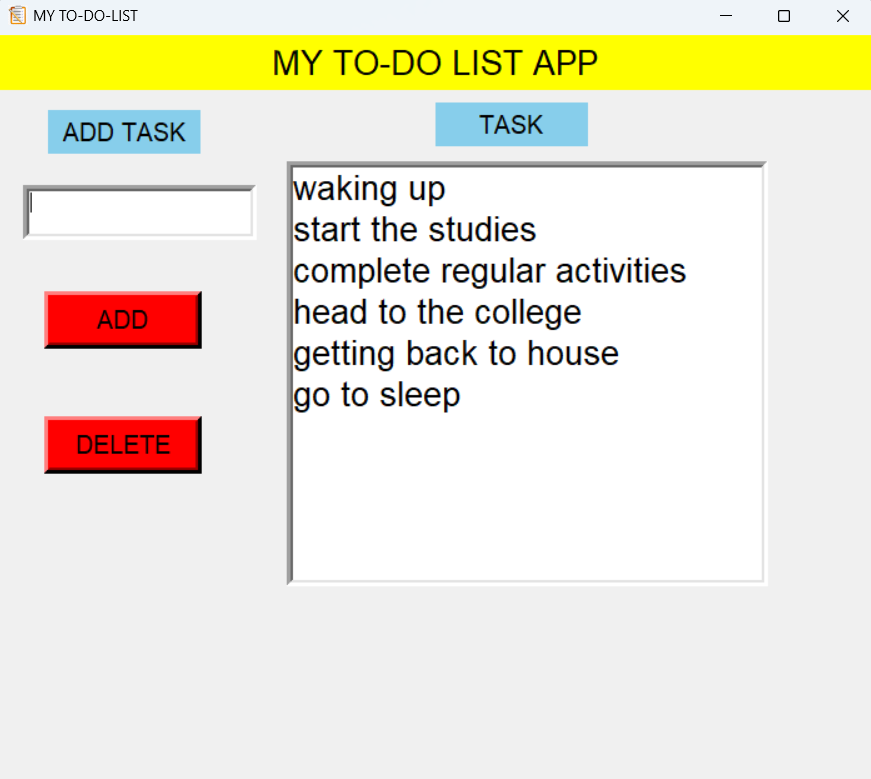 MY TO-DO-LIST
MY TO-DO LIST APP
ADD TASK
TASK
waking up
start the studies
complete regular activities
head to the college
getting back to house
go to sleep
ADD
DELETE